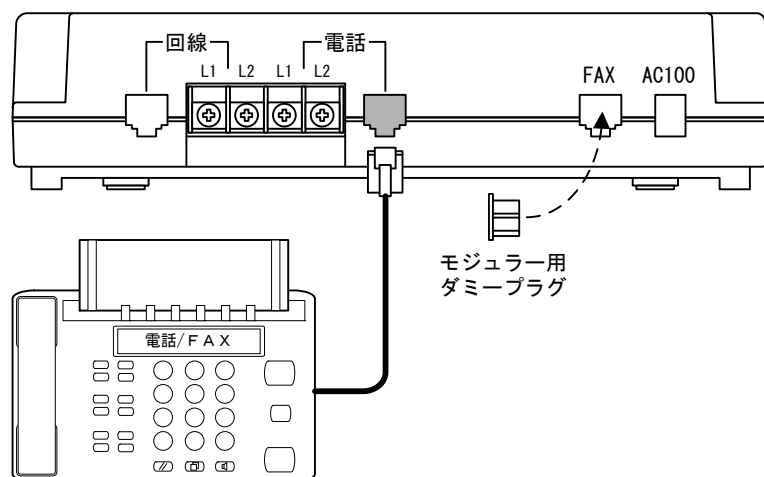 回線
電話
L1 L2 L1 L2
FAX AC100
モジュラー用
ダミープラグ
電話/ＦＡＸ